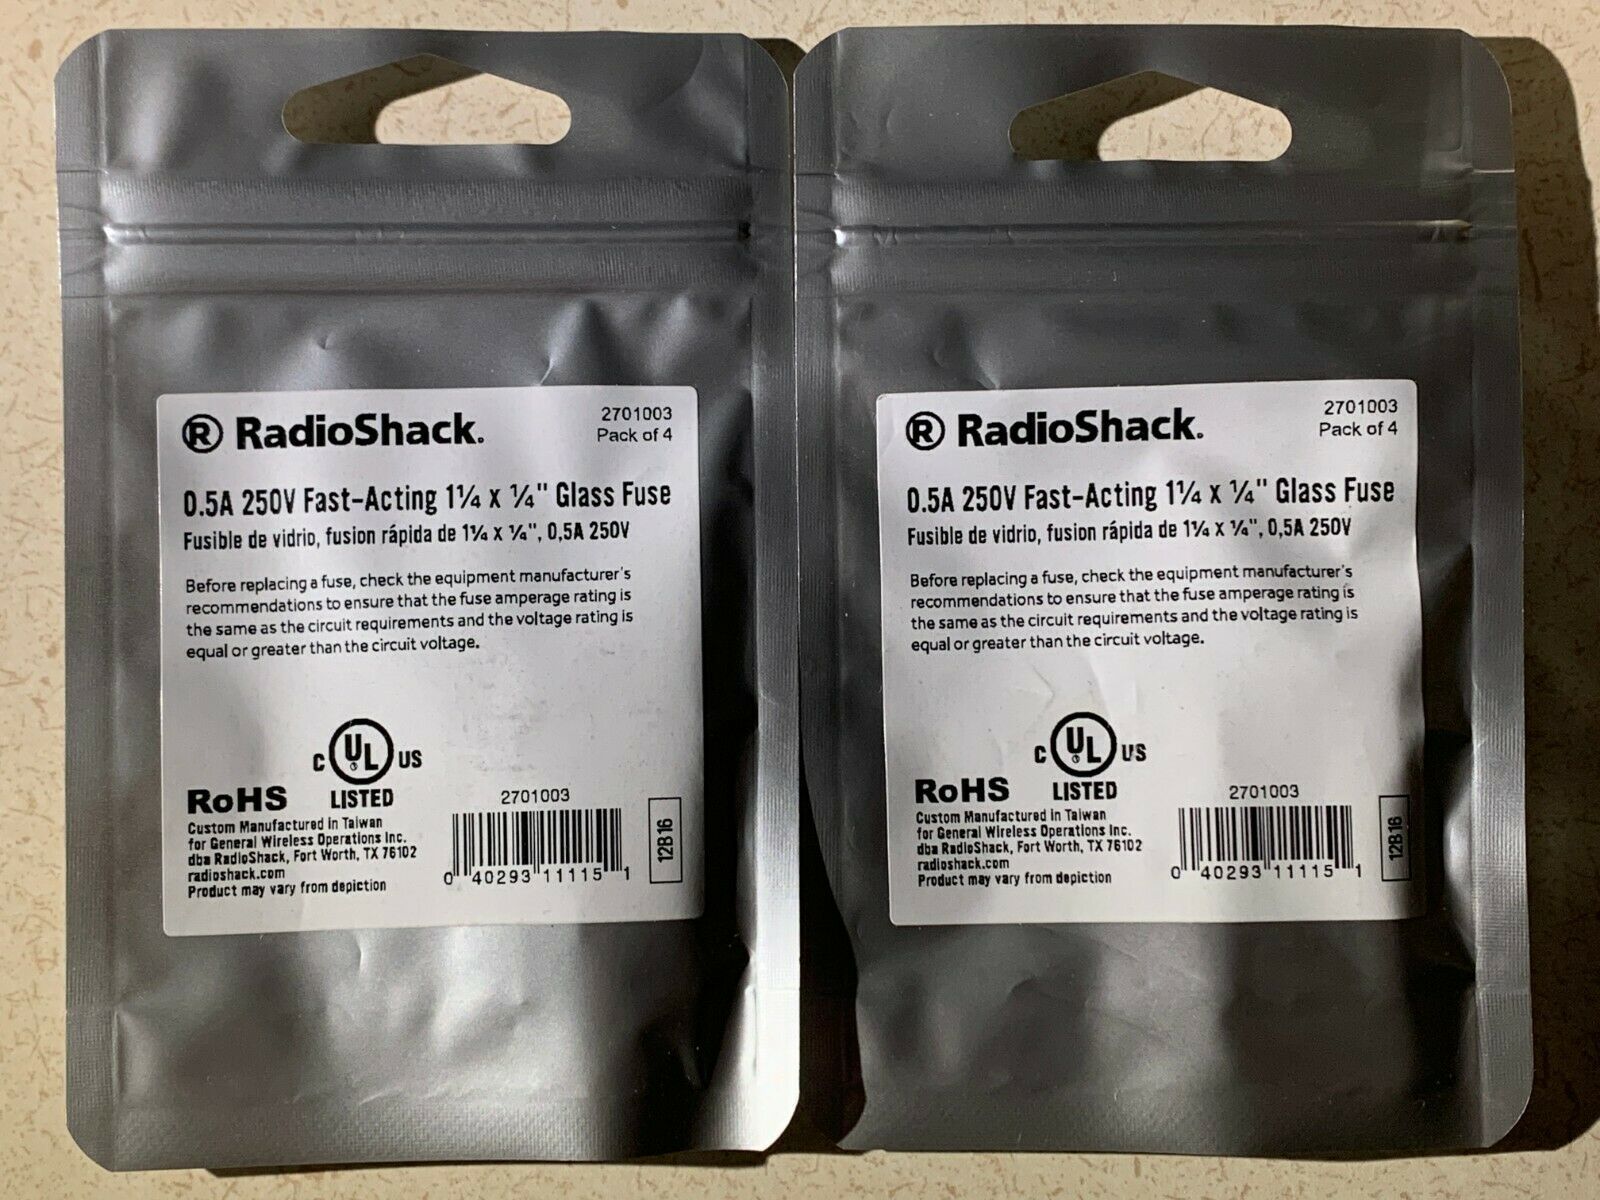 ® RadioShack.
2701003
Pack of 4
0.5A 250V Fast-Acting 1¼ x ¼" Glass Fuse
Fusible de vidrio, fusion rápida de 1¼ x ¼", 0,5A 250V
Before replacing a fuse, check the equipment manufacturer's
recommendations to ensure that the fuse amperage rating is
the same as the circuit requirements and the voltage rating is
equal or greater than the circuit voltage.
C UL US
LISTED
RoHS
Custom Manufactured in Taiwan
for General Wireless Operations Inc.
dba RadioShack, Fort Worth, TX 76102
radioshack.com
Product may vary from depiction
2701003
0 40293 11115 1
12B16
® RadioShack.
2701003
Pack of 4
0.5A 250V Fast-Acting 1¼ x ¼" Glass Fuse
Fusible de vidrio, fusion rápida de 1¼ x ¼", 0,5A 250V
Before replacing a fuse, check the equipment manufacturer's
recommendations to ensure that the fuse amperage rating is
the same as the circuit requirements and the voltage rating is
equal or greater than the circuit voltage.
C UL US
LISTED
RoHS
Custom Manufactured in Taiwan
for General Wireless Operations Inc.
dba RadioShack, Fort Worth, TX 76102
radioshack.com
Product may vary from depiction
2701003
0 40293 11115 1
12B16